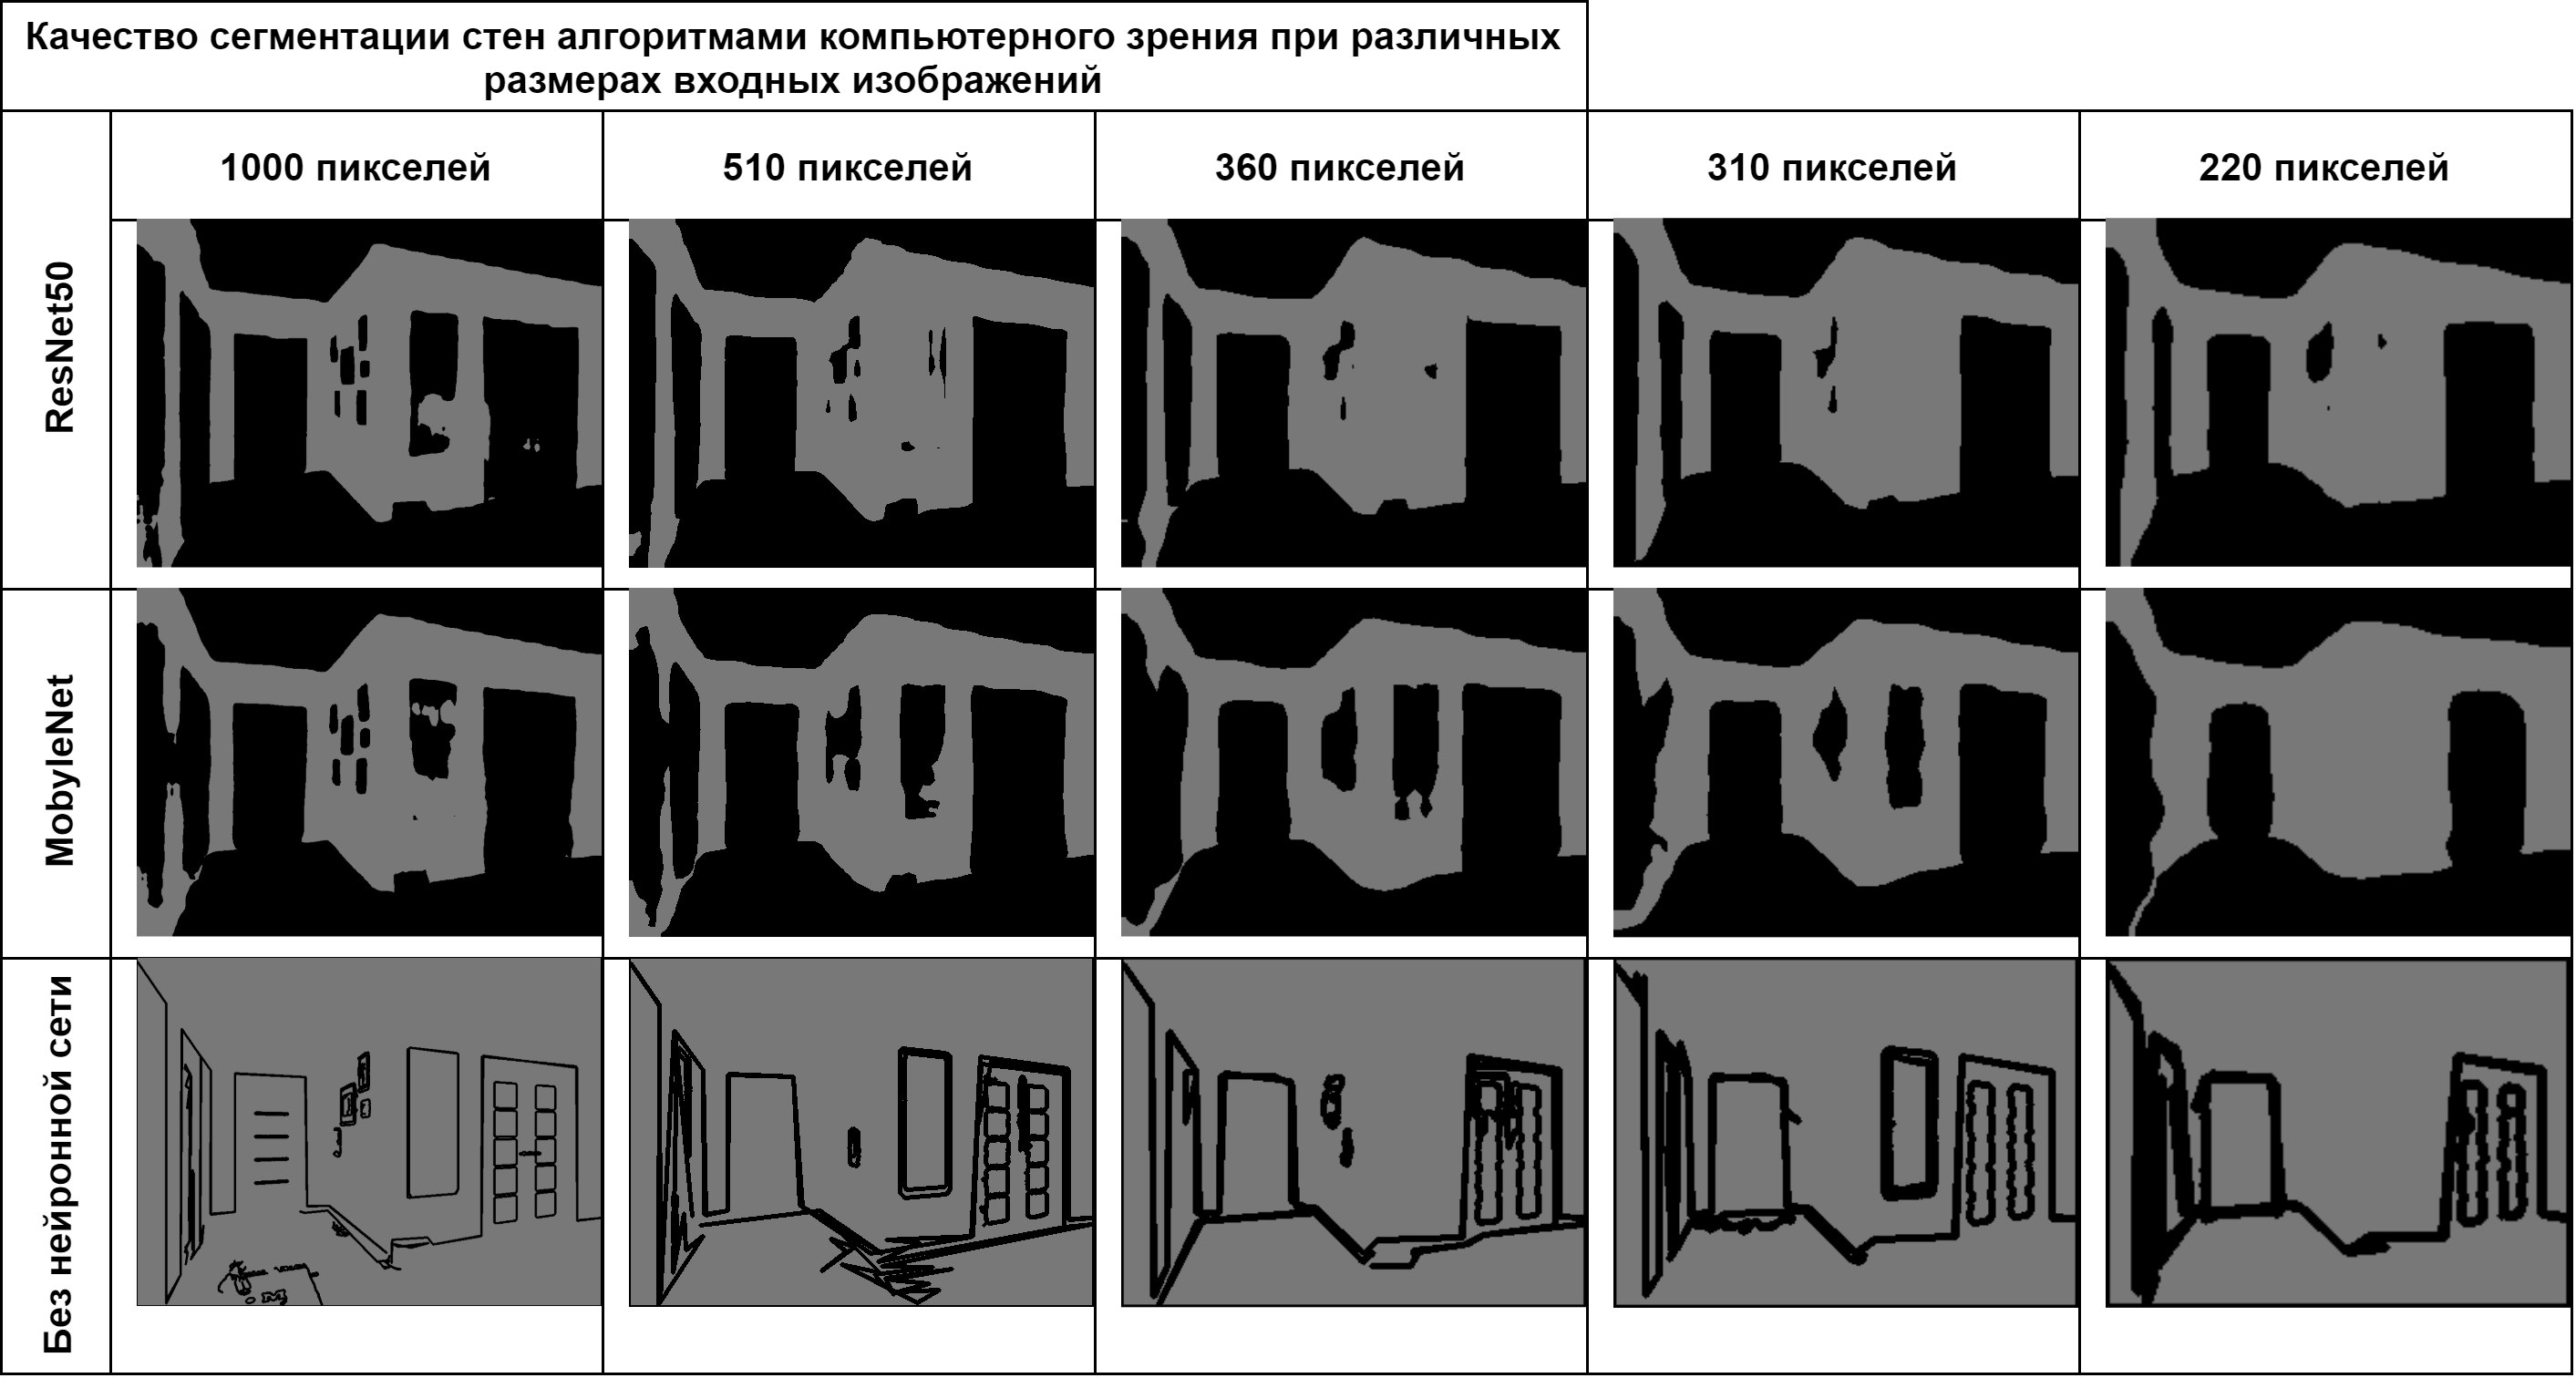 Качество сегментации стен алгоритмами компьютерного зрения при различных
размерах входных изображений
1000 пикселей
510 пикселей
360 пикселей
310 пикселей
220 пикселей
ResNet50
MobyleNet
Без нейронной сети